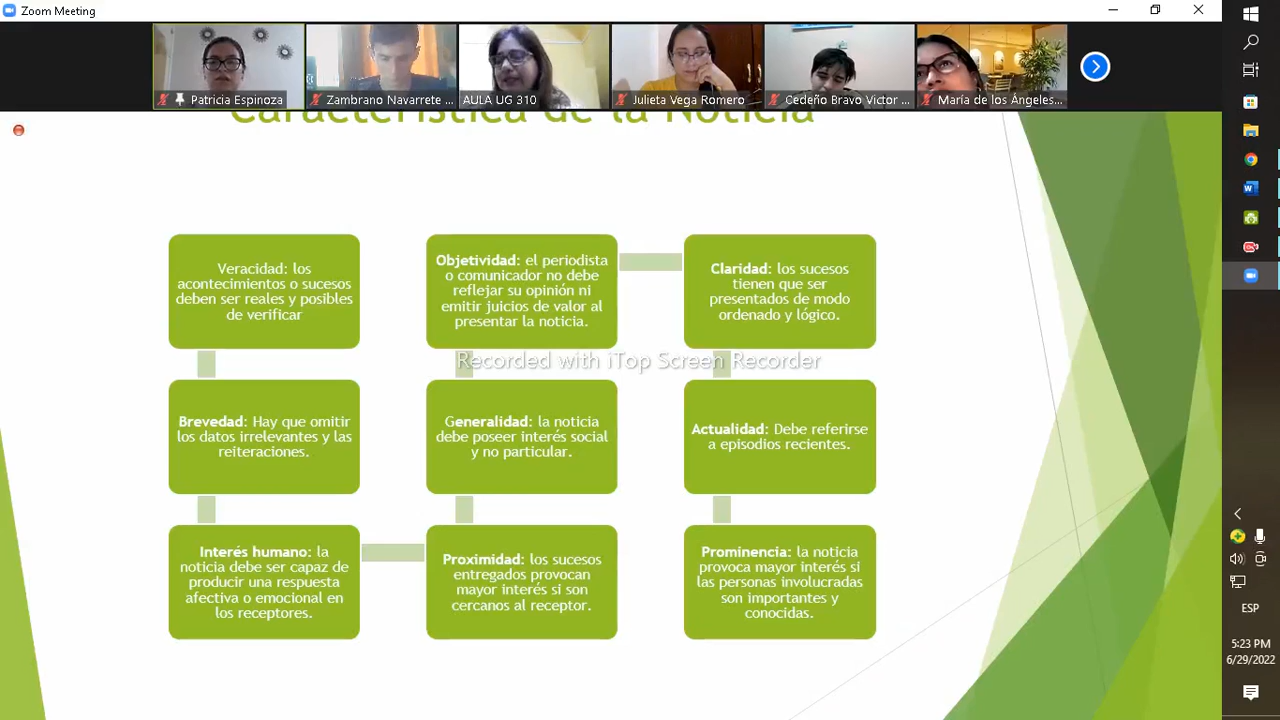 Zoom Meeting
Patricia Espinoza
Zambrano Navarrete ...
AULA UG 310
Julieta Vega Romero
Cedeño Bravo Victor ...
María de los Ángeles...
Característica de la Noticia
Veracidad: los
acontecimientos o sucesos
deben ser reales y posibles
de verificar
Brevedad: Hay que omitir
los datos irrelevantes y las
reiteraciones.
Interés humano: la
noticia debe ser capaz de
producir una respuesta
afectiva o emocional en
los receptores.
Proximidad: los sucesos
entregados provocan
mayor interés si son
cercanos al receptor.
Generalidad: la noticia
debe poseer interés social
y no particular.
Objetividad: el periodista
o comunicador no debe
reflejar su opinión ni
emitir juicios de valor al
presentar la noticia.
Claridad: los sucesos
tienen que ser
presentados de modo
ordenado y lógico.
Actualidad: Debe referirse
a episodios recientes.
Prominencia: la noticia
provoca mayor interés si
las personas involucradas
son importantes y
conocidas.
Recorded with iTop Screen Recorder
ESP
5:23 PM
6/29/2022